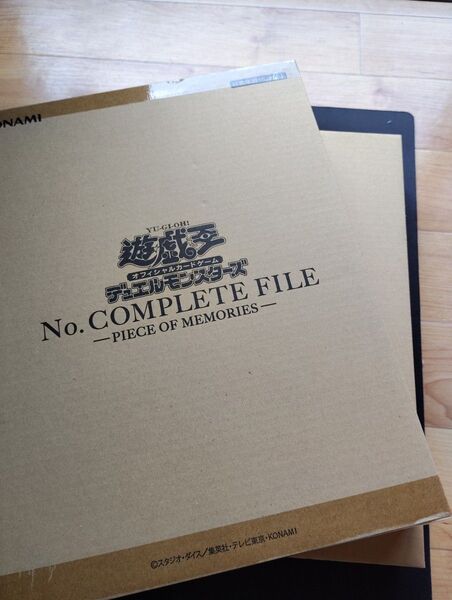 KONAMI
YU-GI-OH!
遊戯王
オフィシャルカードゲーム
デュエルモンスターズ
No. COMPLETE FILE
—PIECE OF MEMORIES—
©スタジオ・ダイス/集英社・テレビ東京・KONAMI